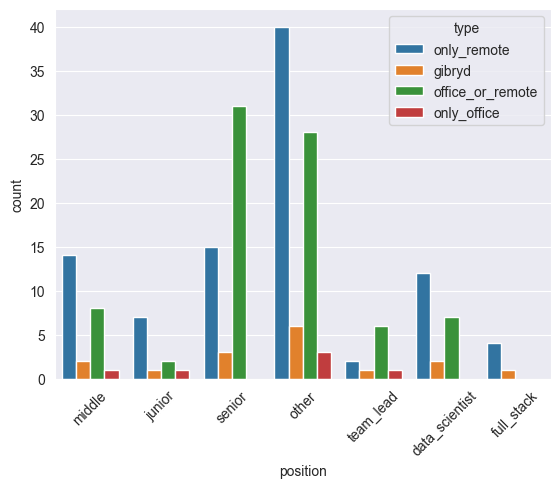 type
only_remote
gibryd
office_or_remote
only_office
40
35
30
25
20
15
10
5
0
count
middle
junior
senior
other
team_lead
data_scientist
full_stack
position